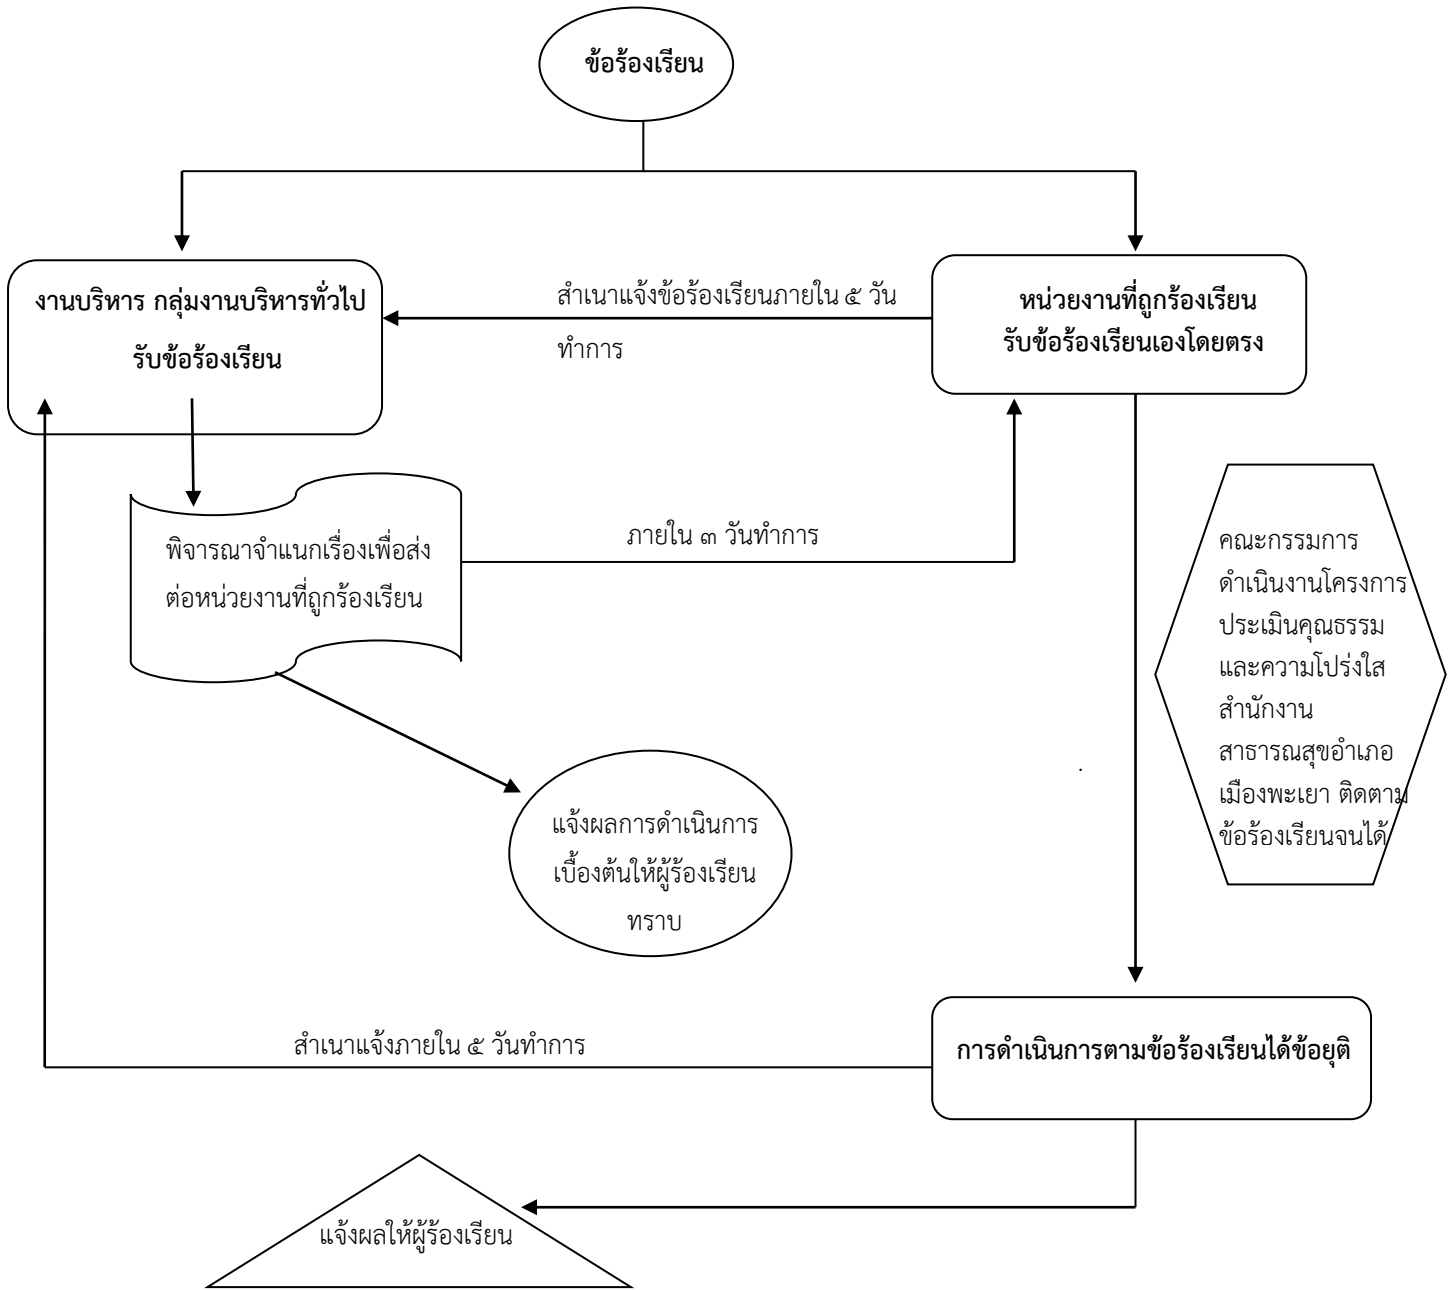 ข้อร้องเรียน
งานบริหาร กลุ่มงานบริหารทั่วไป
รับข้อร้องเรียน
สำเนาแจ้งข้อร้องเรียนภายใน ๕ วัน
ทำการ
หน่วยงานที่ถูกร้องเรียน
รับข้อร้องเรียนเองโดยตรง
พิจารณาจำแนกเรื่องเพื่อส่ง
ต่อหน่วยงานที่ถูกร้องเรียน
ภายใน ๓ วันทำการ
คณะกรรมการ
ดำเนินงานโครงการ
ประเมินคุณธรรม
และความโปร่งใส
สำนักงาน
สาธารณสุขอำเภอ
เมืองพะเยา ติดตาม
ข้อร้องเรียนจนได้
แจ้งผลการดำเนินการ
เบื้องต้นให้ผู้ร้องเรียน
ทราบ
สำเนาแจ้งภายใน ๕ วันทำการ
การดำเนินการตามข้อร้องเรียนได้ข้อยุติ
แจ้งผลให้ผู้ร้องเรียน